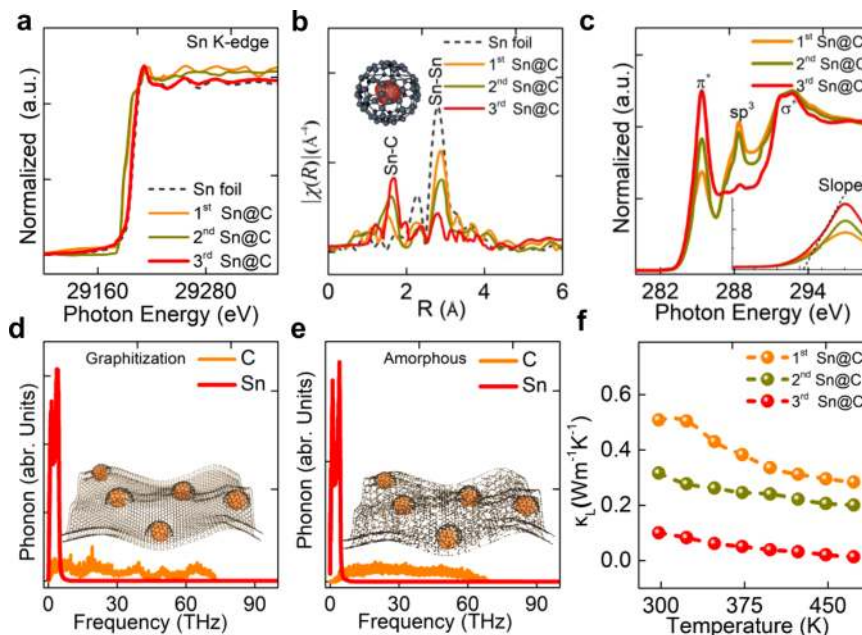 a
Sn K-edge
Normalized (a.u.)
Sn foil
1st Sn@C
2nd Sn@C
3rd Sn@C
29160 29280
Photon Energy (eV)
b
Sn foil
1st Sn@C
2nd Sn@C
3rd Sn@C
Sn-C
Sn-Sn
|χ(R)|(Å⁻⁴)
0 2 4 6
R (Å)
c
1st Sn@C
2nd Sn@C
3rd Sn@C
π*
sp3
σ*
Slope
Normalized (a.u.)
282 288 294
Photon Energy (eV)
d
Graphitization
C
Sn
Phonon (abr. Units)
0 30 60 90
Frequency (THz)
e
Amorphous
C
Sn
Phonon (abr. Units)
0 30 60 90
Frequency (THz)
f
1st Sn@C
2nd Sn@C
3rd Sn@C
κL(Wm⁻¹K⁻¹)
0.6
0.4
0.2
0.0
300 375 450
Temperature (K)